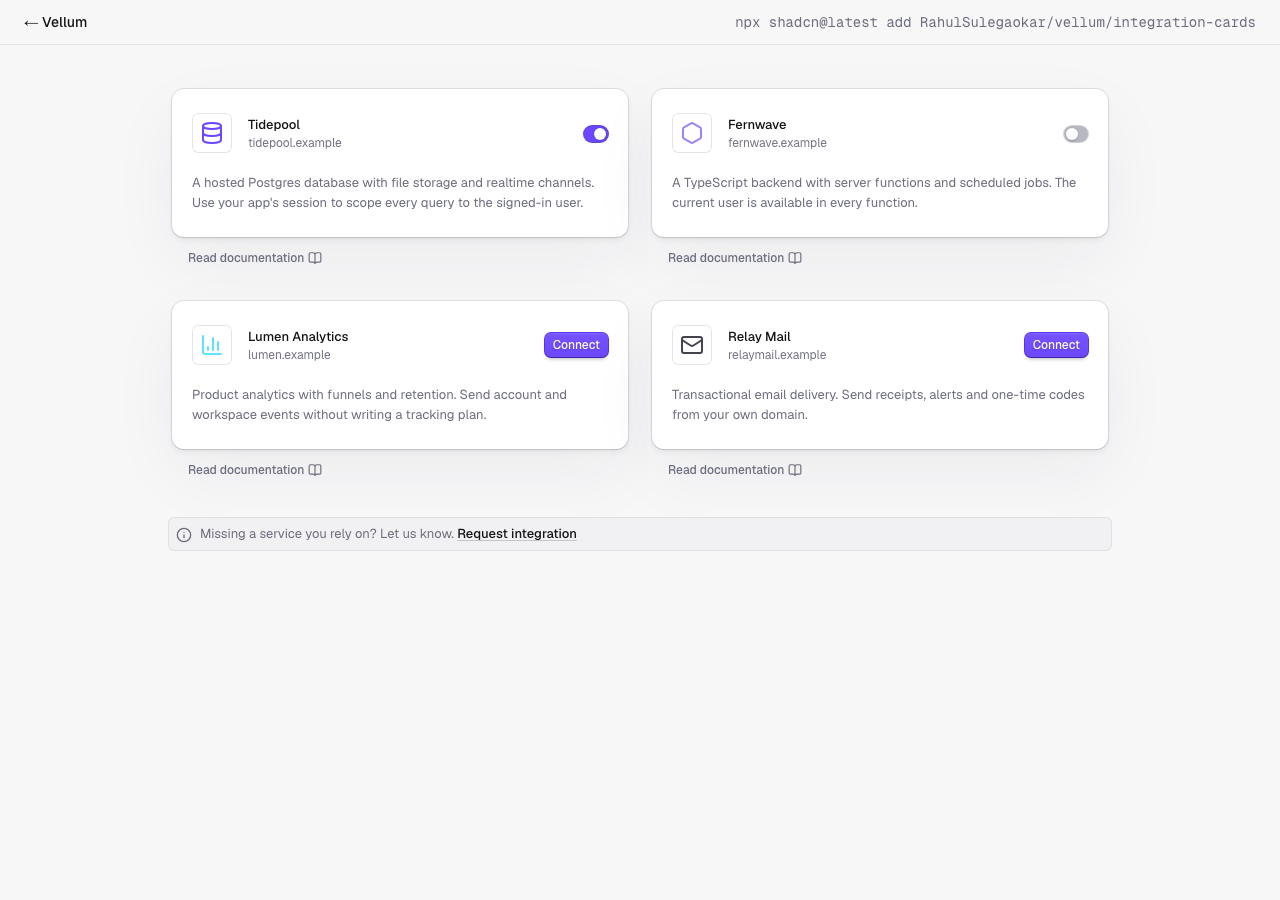 ← Vellum
npx shadcn@latest add RahulSulegaokar/vellum/integration-cards
Tidepool
tidepool.example
A hosted Postgres database with file storage and realtime channels.
Use your app's session to scope every query to the signed-in user.
Read documentation
Fernwave
fernwave.example
A TypeScript backend with server functions and scheduled jobs. The
current user is available in every function.
Read documentation
Lumen Analytics
lumen.example
Connect
Product analytics with funnels and retention. Send account and
workspace events without writing a tracking plan.
Read documentation
Relay Mail
relaymail.example
Connect
Transactional email delivery. Send receipts, alerts and one-time codes
from your own domain.
Read documentation
Missing a service you rely on? Let us know. Request integration